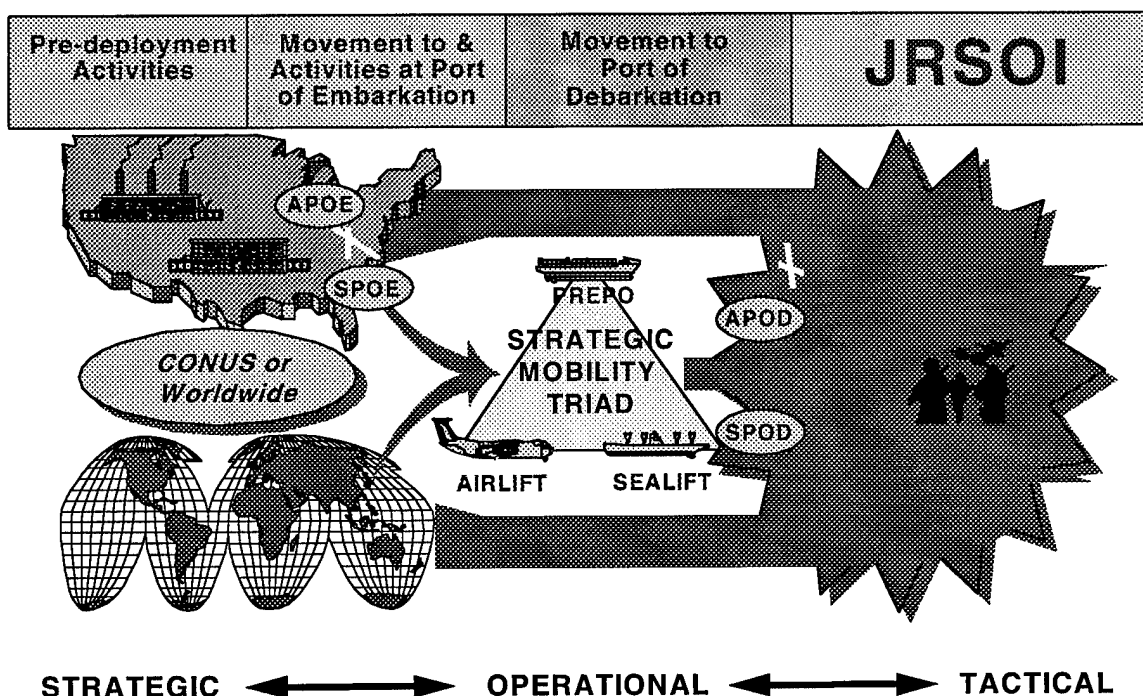 Pre-deployment
Activities
Movement to &
Activities at Port
of Embarkation
Movement to
Port of
Debarkation
JRSOI
APOE
SPOE
CONUS or
Worldwide
PREPO
STRATEGIC
MOBILITY
TRIAD
AIRLIFT
SEALIFT
APOD
SPOD
STRATEGIC
OPERATIONAL
TACTICAL